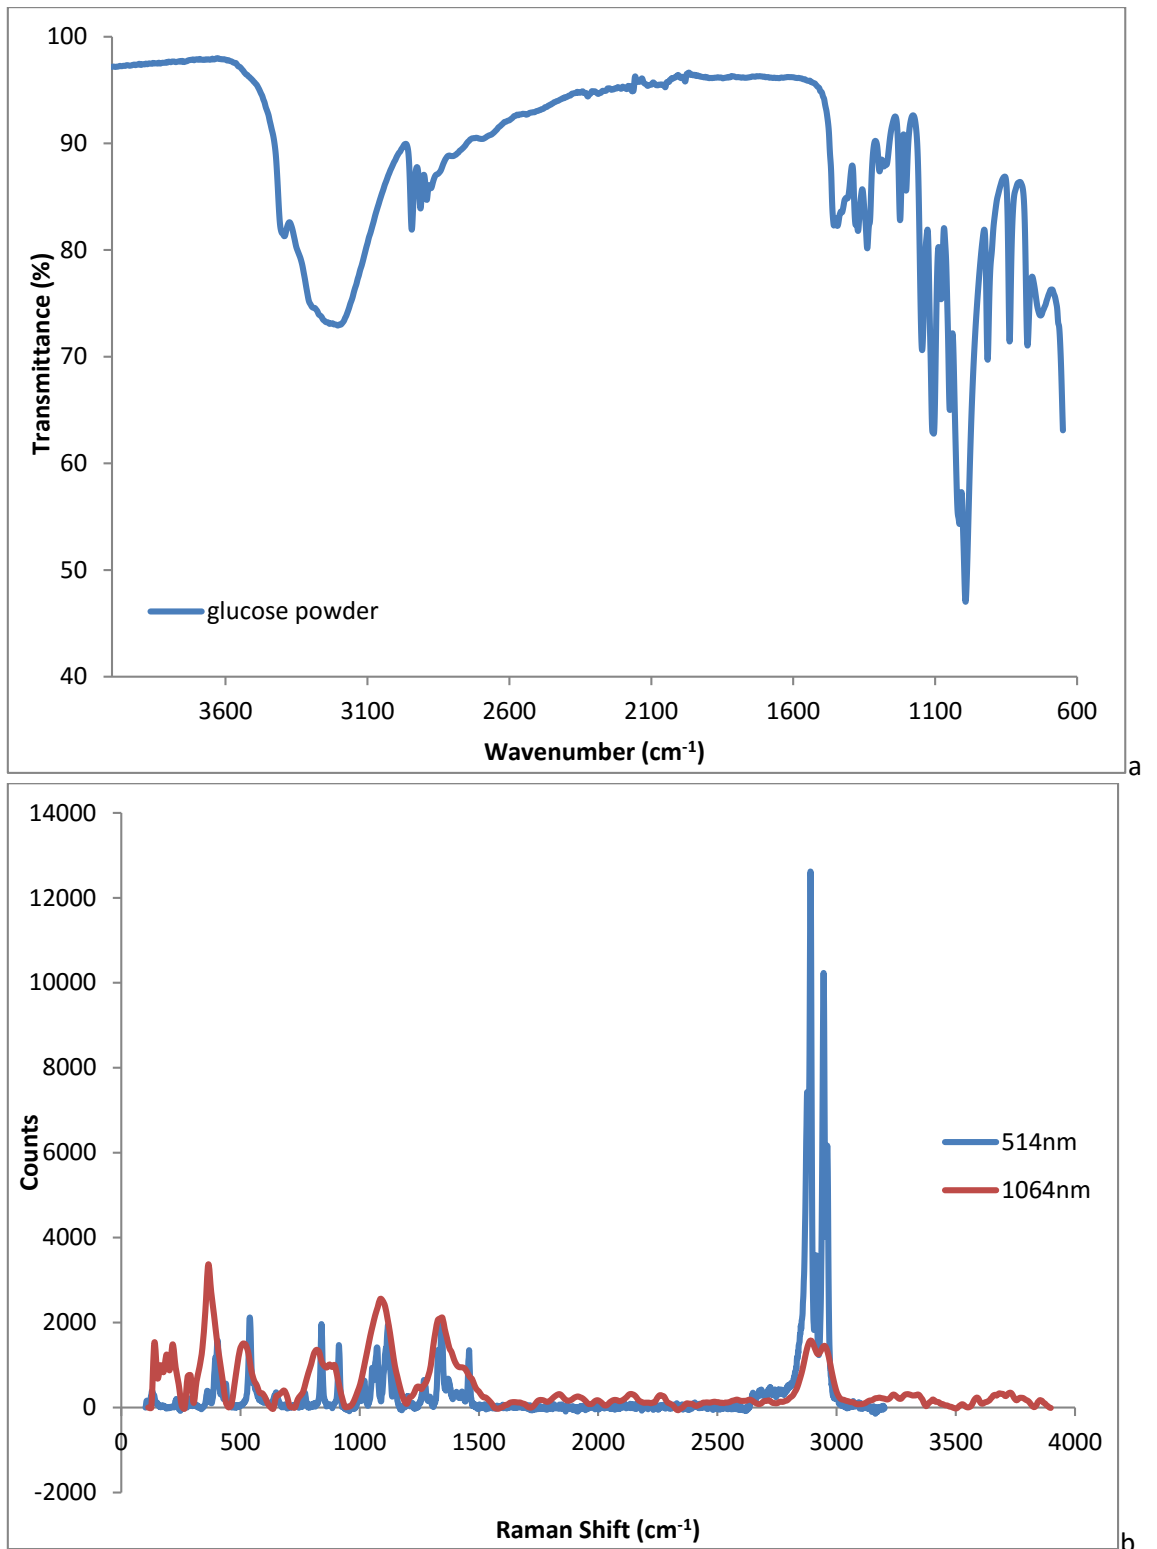 100
90
80
70
60
50
40
Transmittance (%)
glucose powder
3600 3100 2600 2100 1600 1100 600
Wavenumber (cm-1)
a
14000
12000
10000
8000
6000
4000
2000
0
-2000
Counts
514nm
1064nm
0 500 1000 1500 2000 2500 3000 3500 4000
Raman Shift (cm-1)
b